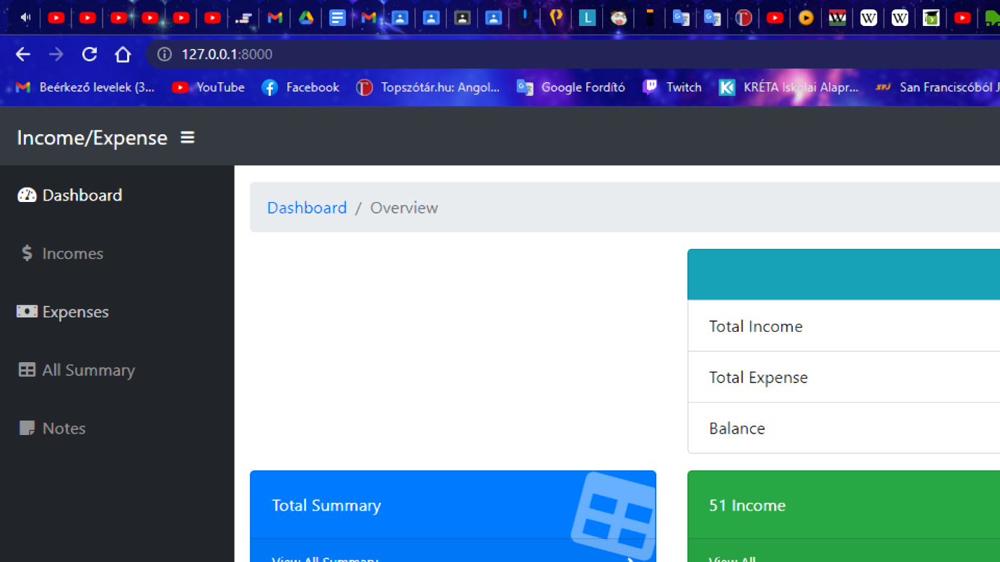 127.0.0.1:8000
Beérkező levelek (3... YouTube Facebook Topszótár.hu: Angol... Google Fordító Twitch KRÉTA Iskolai Alapr... San Franciscóból J
Income/Expense
Dashboard
Incomes
Expenses
All Summary
Notes
Dashboard / Overview
Total Income
Total Expense
Balance
Total Summary
View All Summary
51 Income
View All